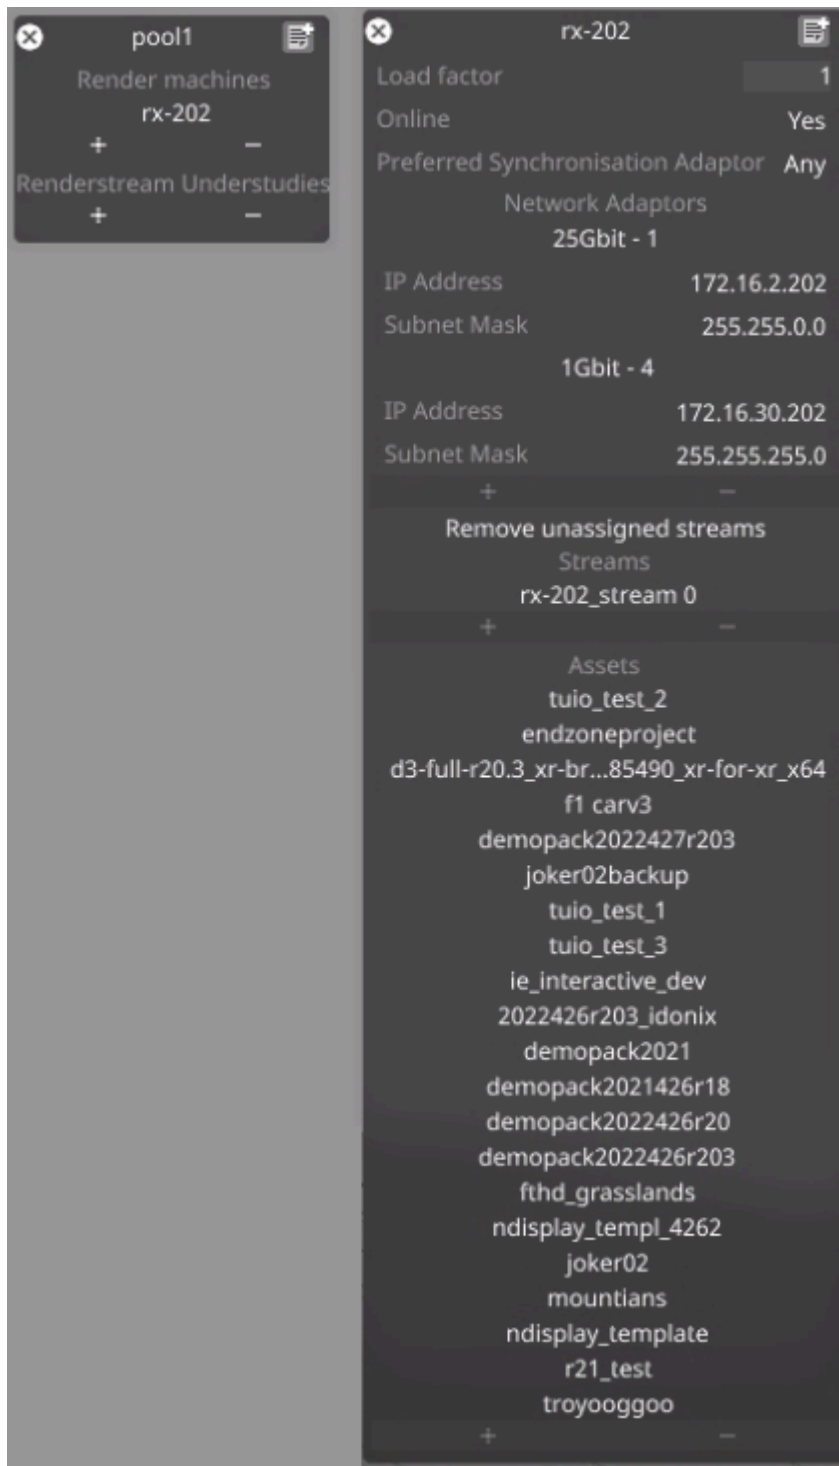 pool1
Render machines
rx-202
+ −
Renderstream Understudies
+ −
rx-202
Load factor 1
Online Yes
Preferred Synchronisation Adaptor Any
Network Adaptors
25Gbit - 1
IP Address 172.16.2.202
Subnet Mask 255.255.0.0
1Gbit - 4
IP Address 172.16.30.202
Subnet Mask 255.255.255.0
+ −
Remove unassigned streams
Streams
rx-202_stream 0
+ −
Assets
tuio_test_2
endzoneproject
d3-full-r20.3_xr-br...85490_xr-for-xr_x64
f1 carv3
demopack2022427r203
joker02backup
tuio_test_1
tuio_test_3
ie_interactive_dev
2022426r203_idonix
demopack2021
demopack2021426r18
demopack2022426r20
demopack2022426r203
fthd_grasslands
ndisplay_templ_4262
joker02
mountians
ndisplay_template
r21_test
troyooggoo
+ −